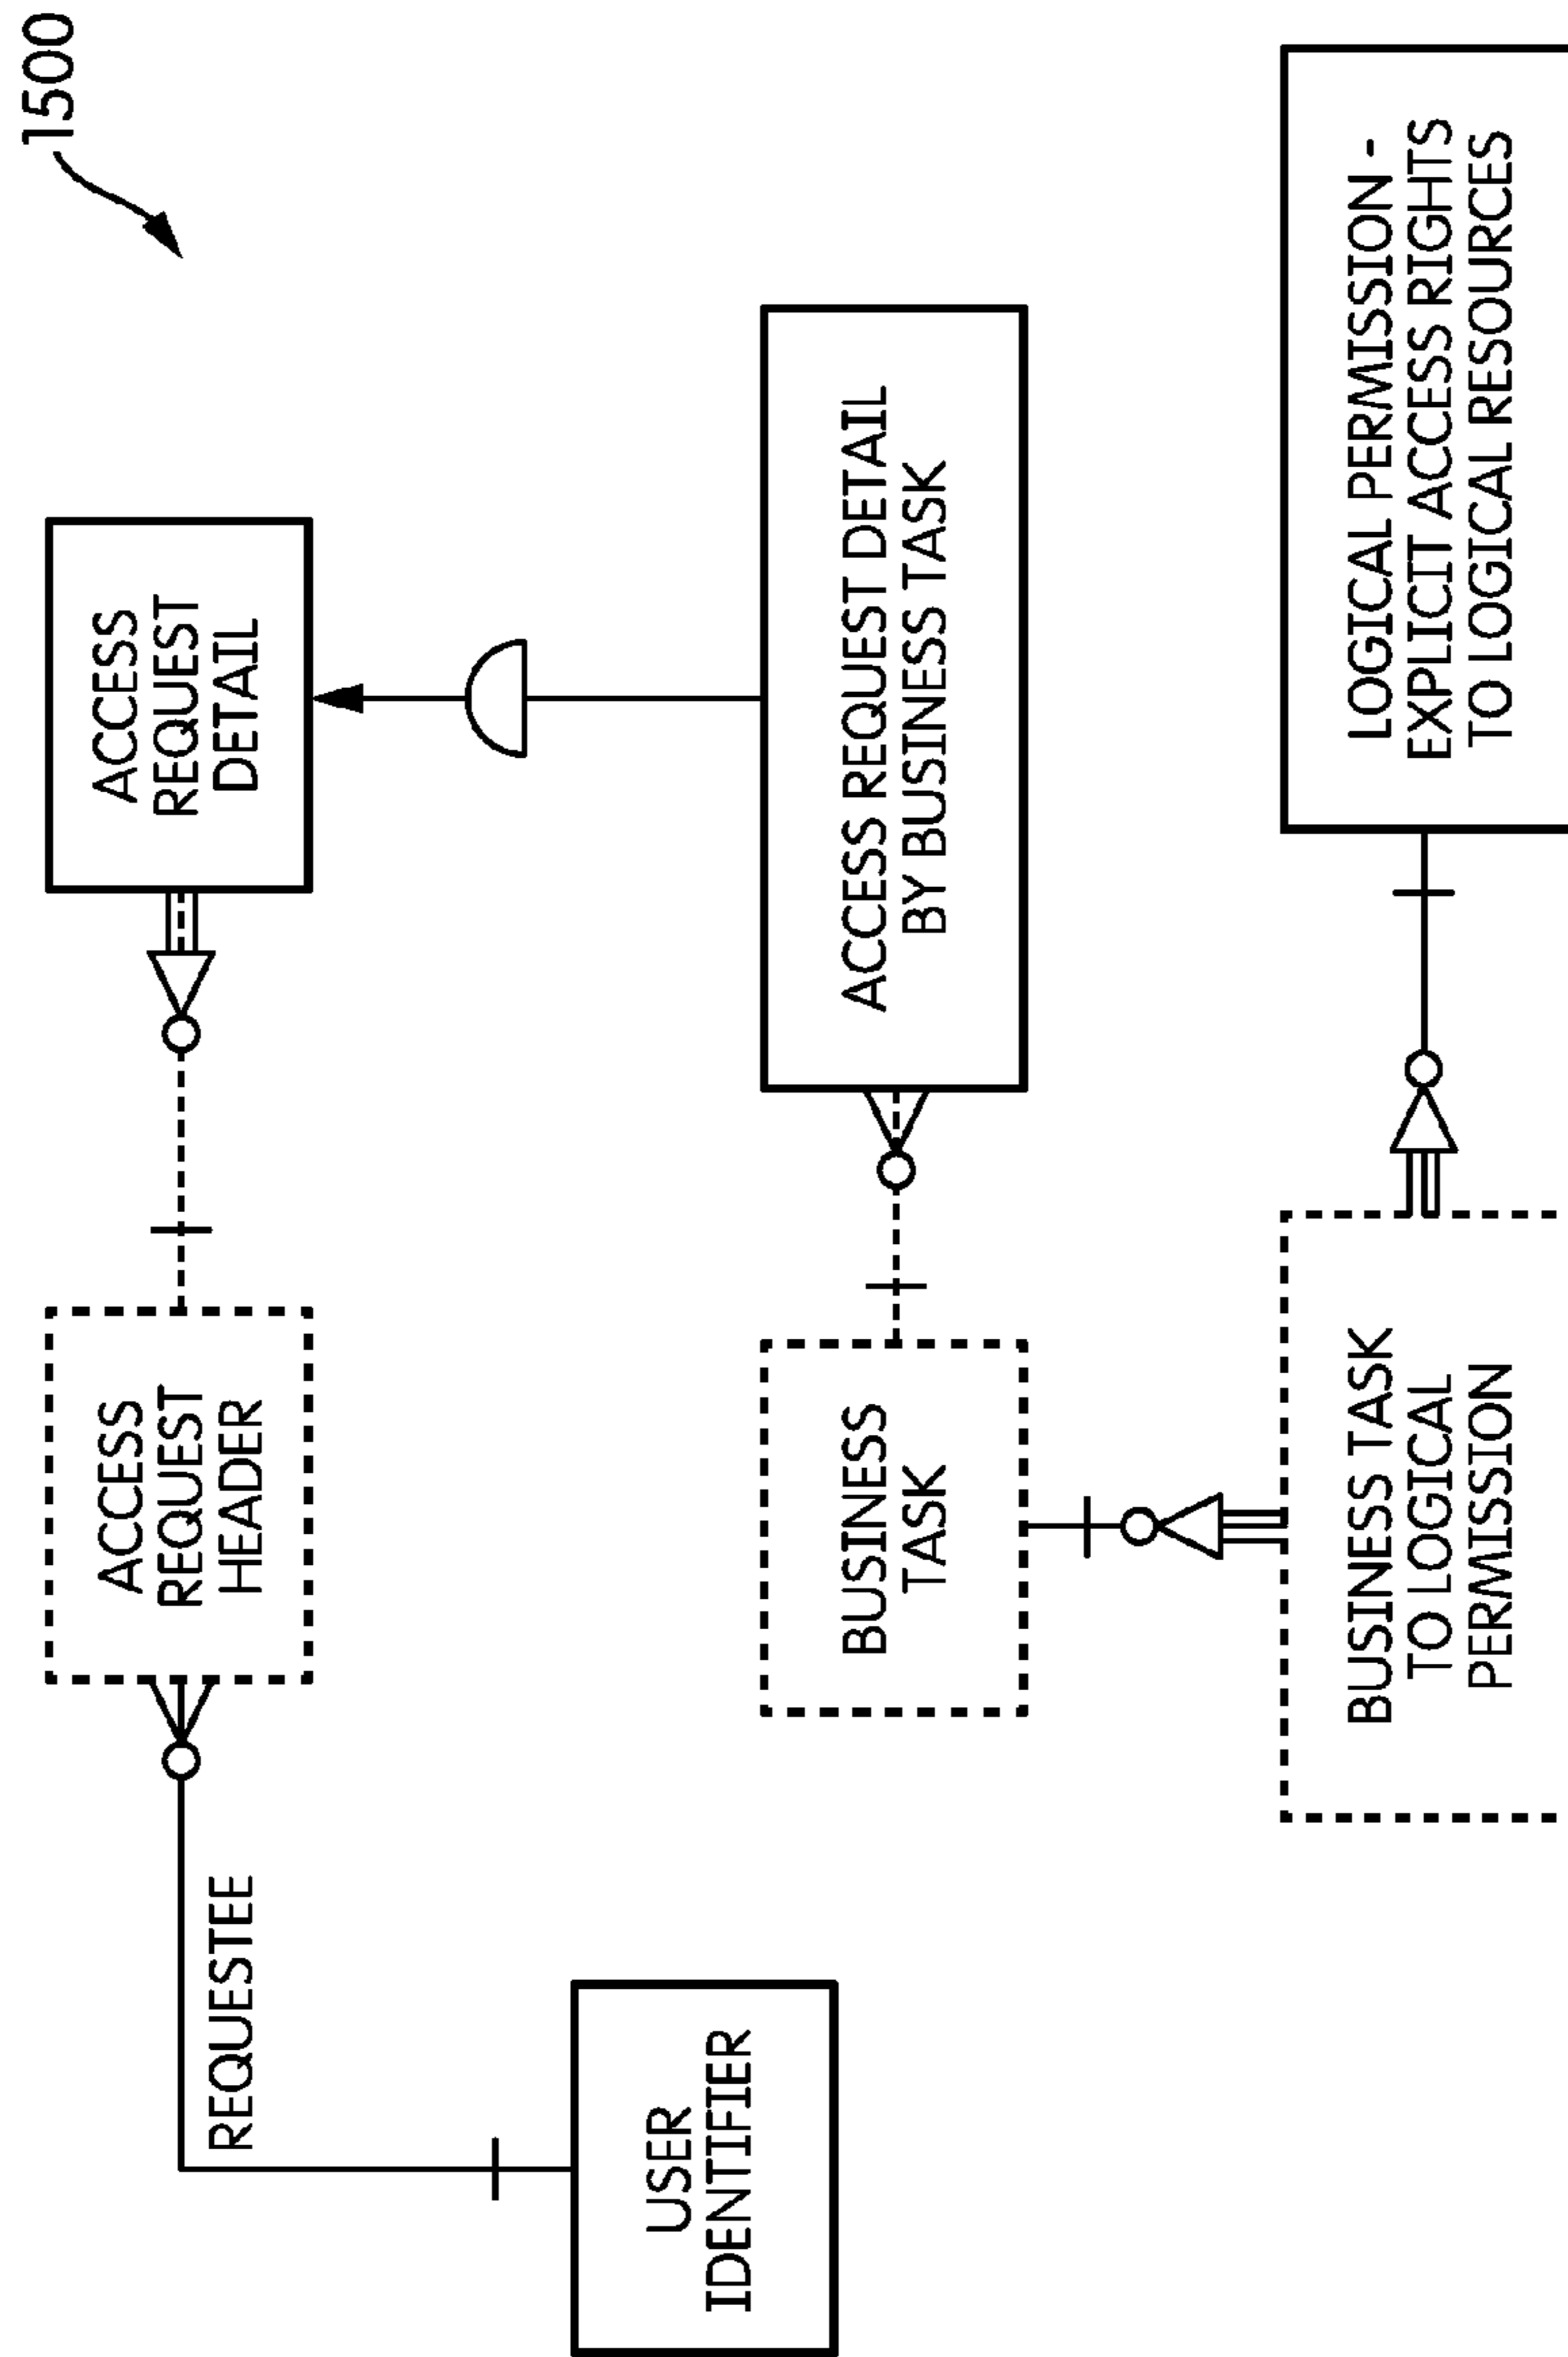 1500
ACCESS
REQUEST
DETAIL
ACCESS
REQUEST
HEADER
REQUESTEE
USER
IDENTIFIER
ACCESS REQUEST DETAIL
BY BUSINESS TASK
BUSINESS
TASK
LOGICAL PERMISSION -
EXPLICIT ACCESS RIGHTS
TO LOGICAL RESOURCES
BUSINESS TASK
TO LOGICAL
PERMISSION